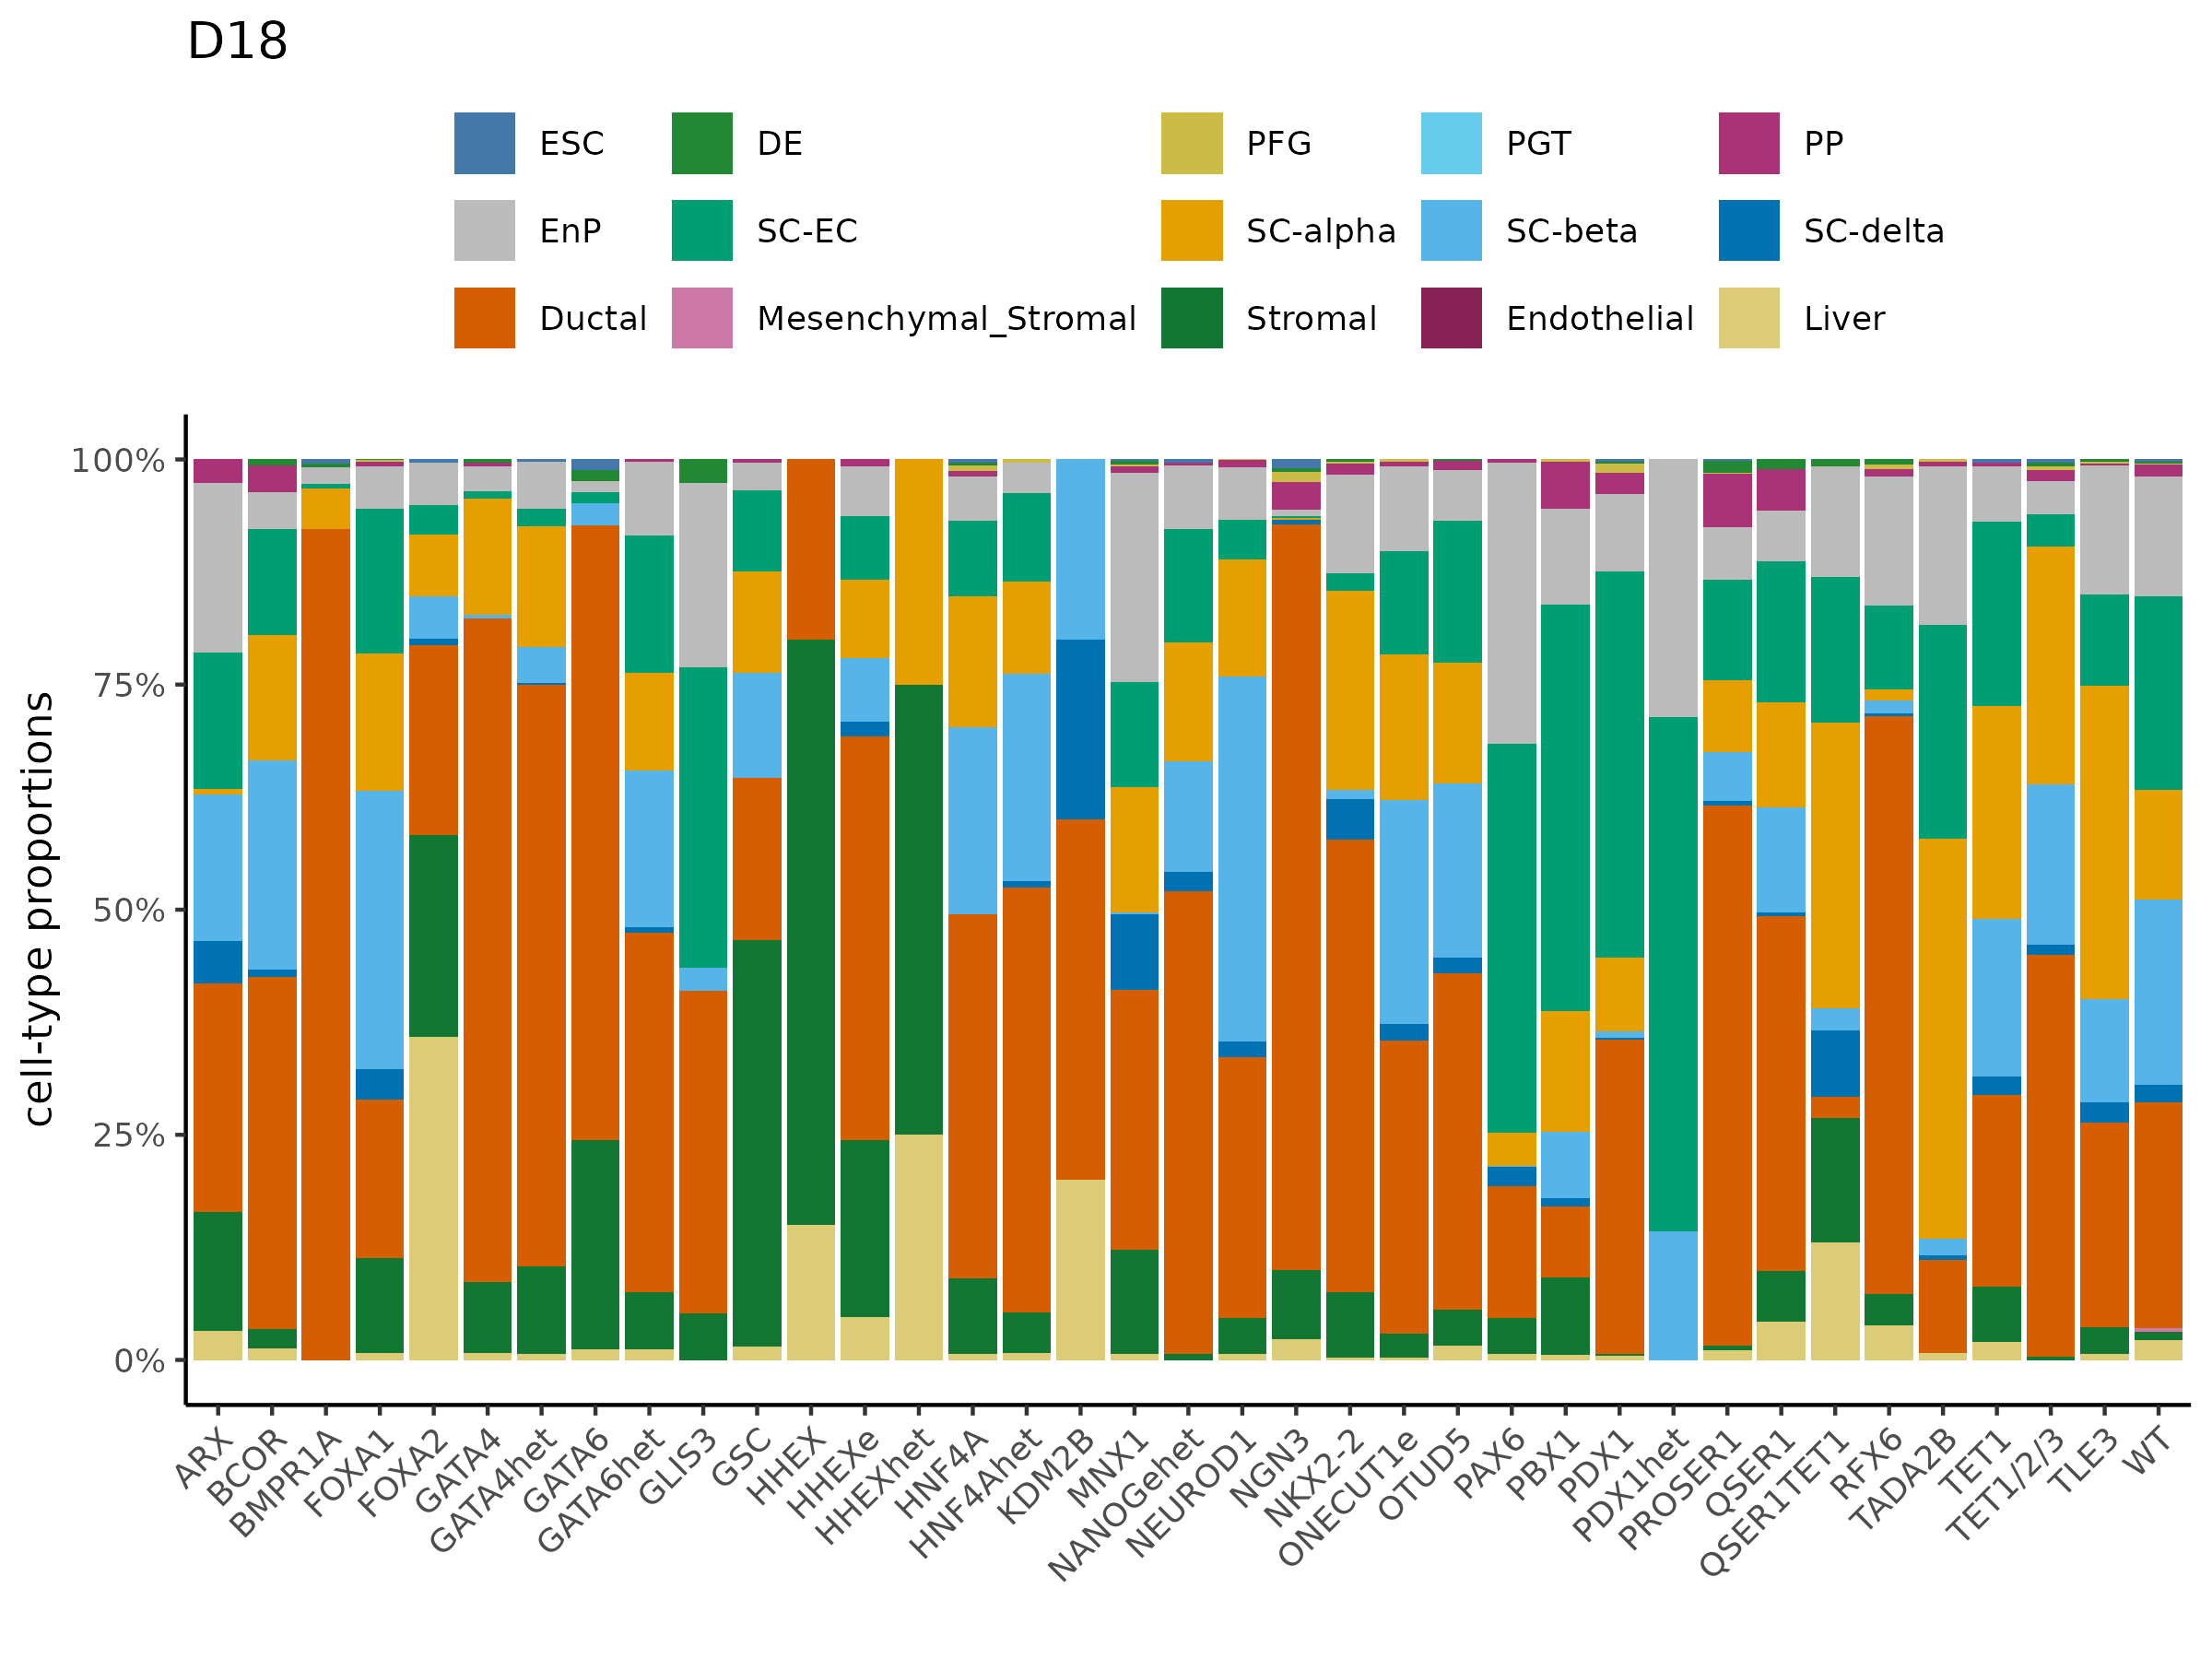 D18
ESC DE PFG PGT PP
EnP SC-EC SC-alpha SC-beta SC-delta
Ductal Mesenchymal_Stromal Stromal Endothelial Liver
cell-type proportions
100%
75%
50%
25%
0%
ARX
BCOR
BMPR1A
FOXA1
FOXA2
GATA4
GATA4het
GATA6
GATA6het
GLIS3
GSC
HHEX
HHEXe
HHEXhet
HNF4A
HNF4Ahet
KDM2B
MNX1
NANOGehet
NEUROD1
NGN3
NKX2-2
ONECUT1e
OTUD5
PAX6
PBX1
PDX1
PDX1het
PROSER1
QSER1
QSER1TET1
RFX6
TADA2B
TET1
TET1/2/3
TLE3
WT